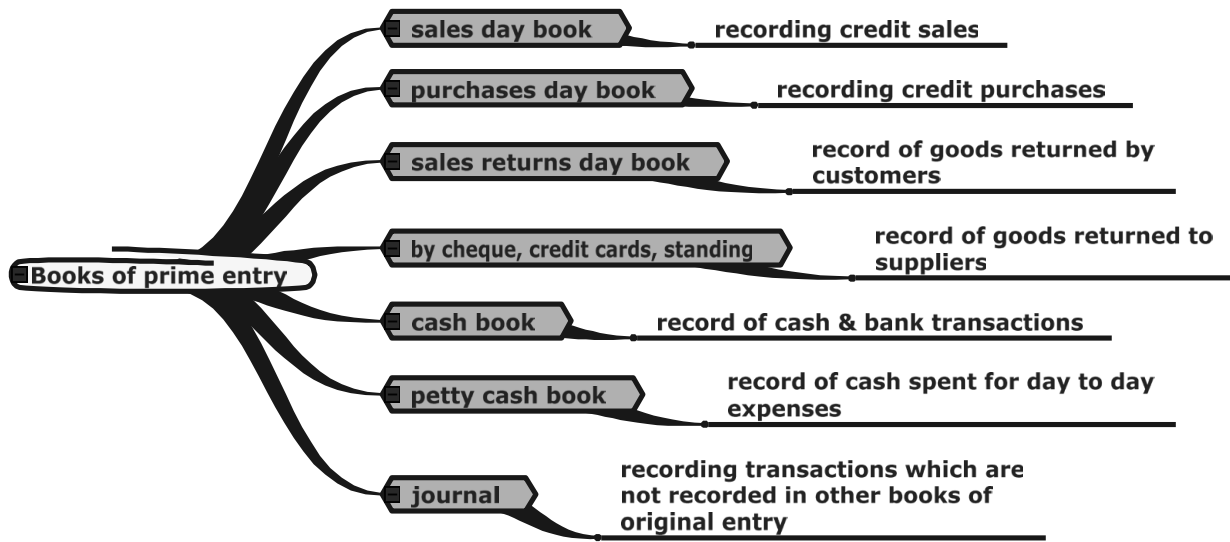 sales day book
recording credit sales
purchases day book
recording credit purchases
sales returns day book
record of goods returned by
customers
by cheque, credit cards, standing
record of goods returned to
suppliers
Books of prime entry
cash book
record of cash & bank transactions
petty cash book
record of cash spent for day to day
expenses
journal
recording transactions which are
not recorded in other books of
original entry